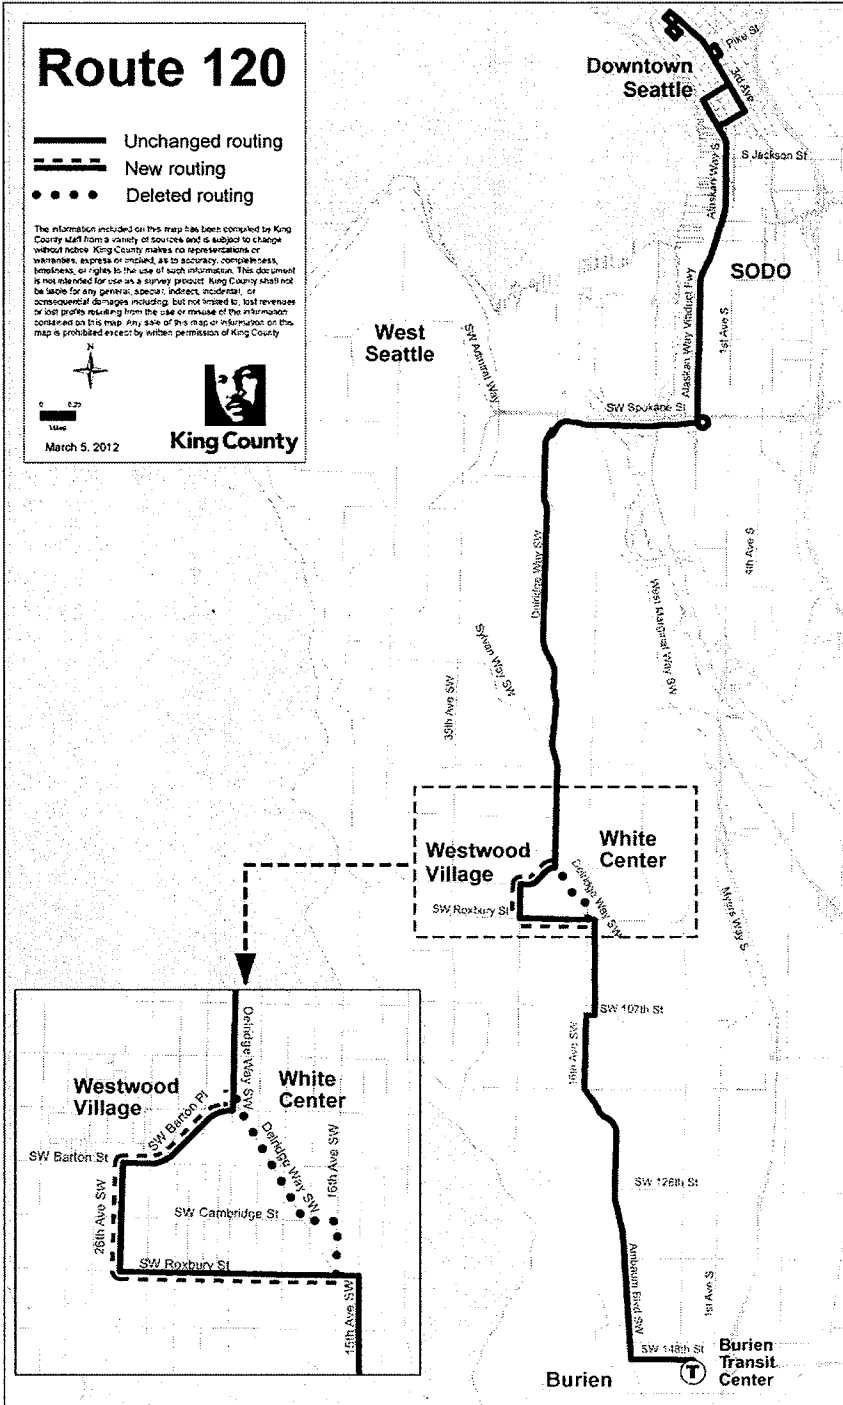 Route 120
Unchanged routing
New routing
Deleted routing
The information included on this map has been compiled by King
County staff from a variety of sources and is subject to change
without notice. King County makes no representations or
warranties, express or implied, as to accuracy, completeness,
timeliness, or rights to the use of such information. This document
is not intended for use as a survey product. King County shall not
be liable for any general, special, indirect, incidental, or
consequential damages including, but not limited to, lost revenues
or lost profits resulting from the use or misuse of the information
contained on this map. Any sale of this map or information on this
map is prohibited except by written permission of King County
N
0
Miles
March 5, 2012
King County
Downtown
Seattle
Pike St
3rd Ave
S Jackson St
Alaskan Way S
SODO
Alaskan Way Viaduct Fwy
1st Ave S
West
Seattle
SW Admiral Way
SW Spokane St
Delridge Way SW
4th Ave S
West Marginal Way SW
Sylvan Way SW
35th Ave SW
Westwood
Village
White
Center
Delridge Way SW
SW Roxbury St
Myers Way S
SW 107th St
16th Ave SW
SW 126th St
Ambaum Blvd SW
1st Ave S
SW 148th St
Burien
T
Burien
Transit
Center
Delridge Way SW
Westwood
Village
White
Center
SW Barton Pl
SW Barton St
Delridge Way SW
16th Ave SW
26th Ave SW
SW Cambridge St
SW Roxbury St
15th Ave SW